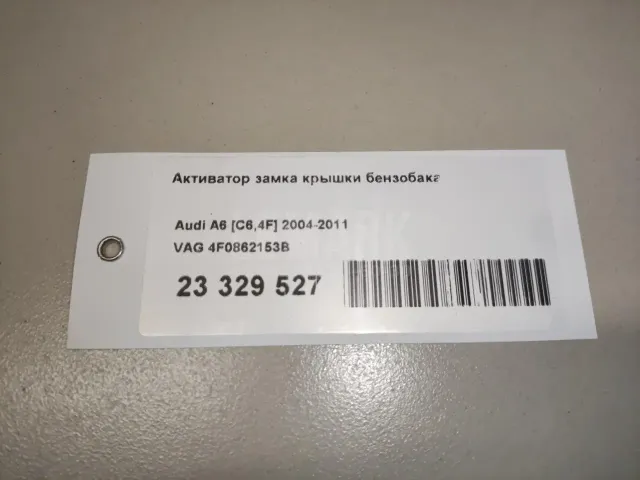 Активатор замка крышки бензобака
Audi A6 [C6,4F] 2004-2011
VAG 4F0862153B
23 329 527